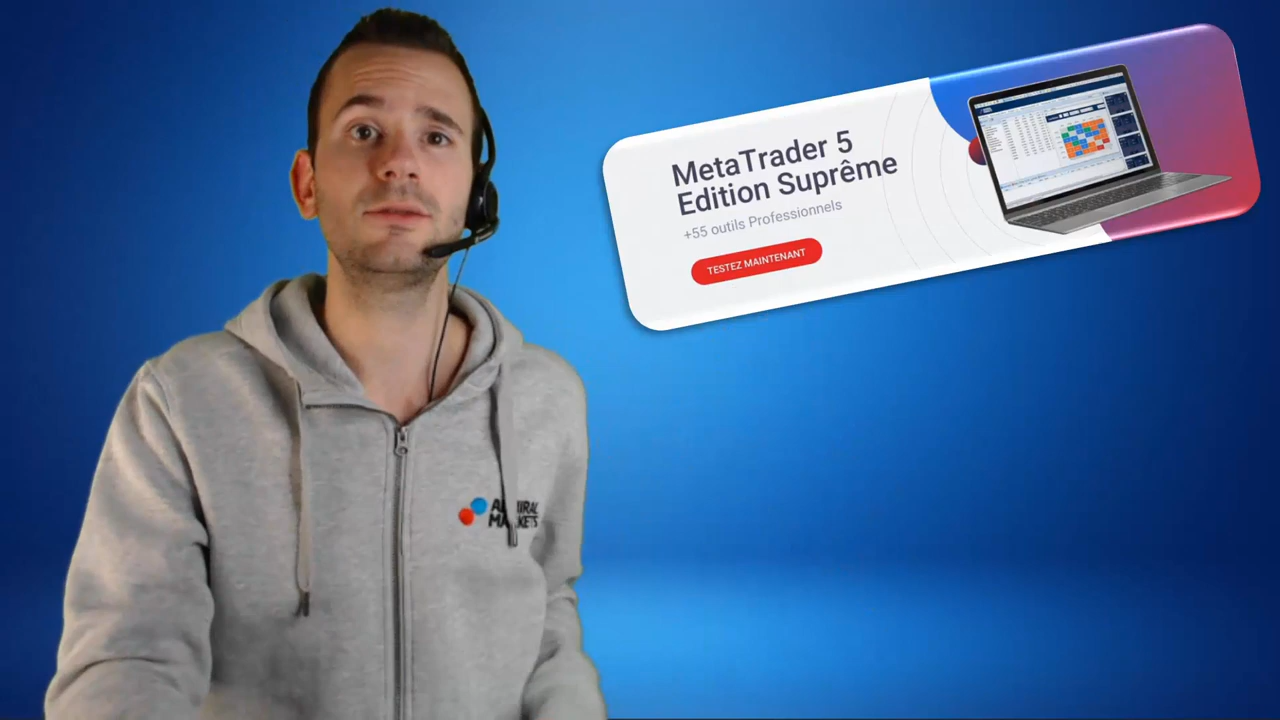 MetaTrader 5
Edition Suprême
+55 outils Professionnels
TESTEZ MAINTENANT